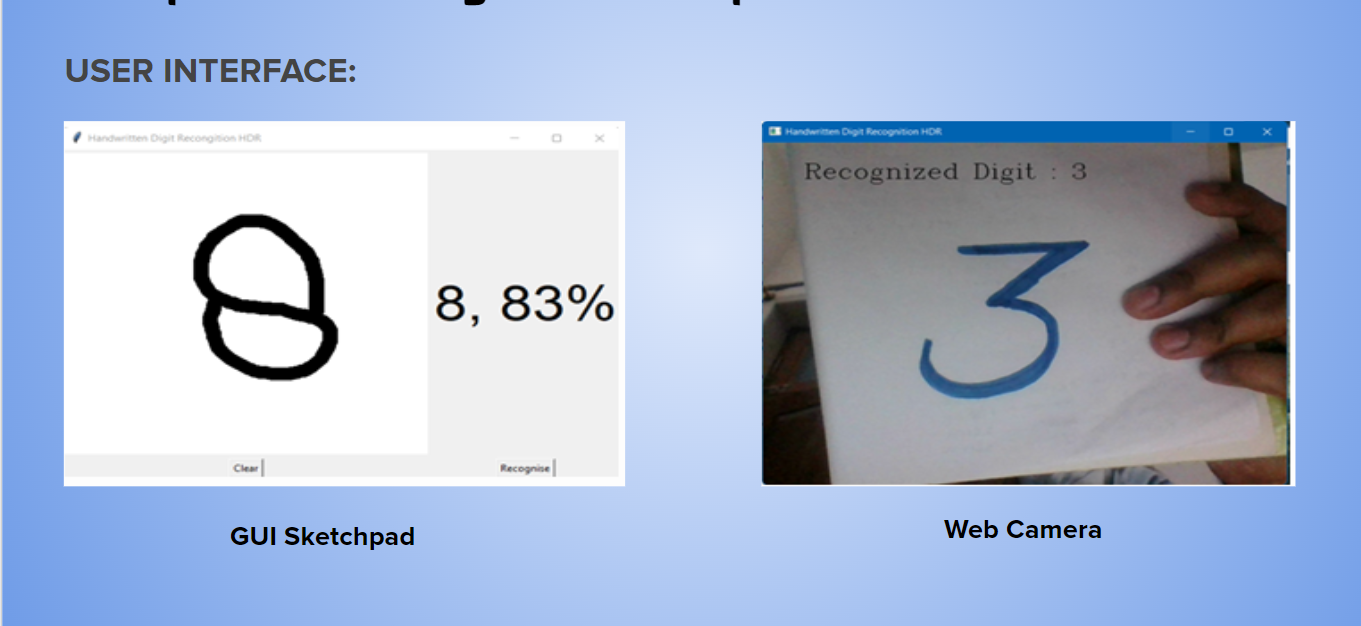 USER INTERFACE:
Handwritten Digit Recongition HDR
8
8, 83%
Clear
Recognise
GUI Sketchpad
Handwritten Digit Recognition HDR
Recognized Digit : 3
3
Web Camera